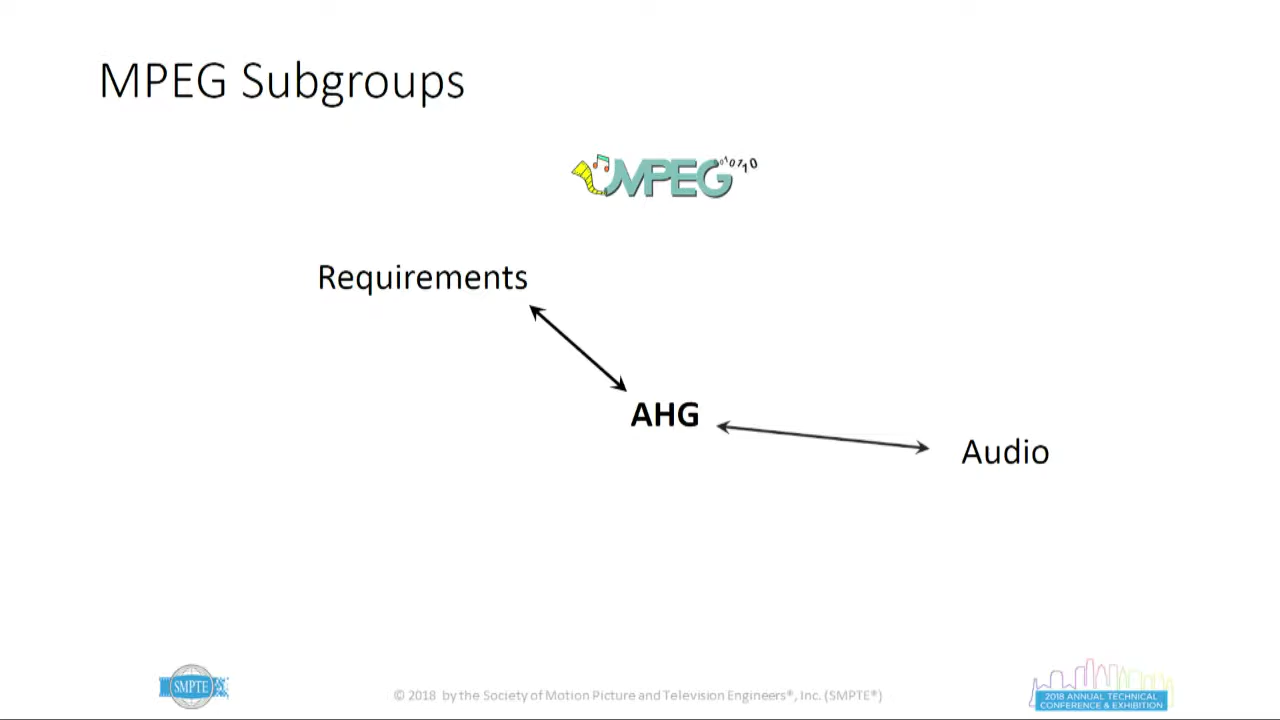 MPEG Subgroups
MPEG
010110
Requirements
AHG
Audio
SMPTE
© 2018 by the Society of Motion Picture and Television Engineers®, Inc. (SMPTE®)
2018 ANNUAL TECHNICAL
CONFERENCE & EXHIBITION